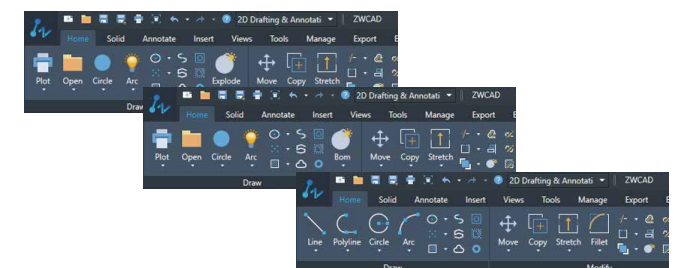 2D Drafting & Annotati ZWCAD
Home Solid Annotate Insert Views Tools Manage Export E
Plot Open Circle Arc Explode Move Copy Stretch
Draw
2D Drafting & Annotati ZWCAD
Home Solid Annotate Insert Views Tools Manage Export E
Plot Open Circle Arc Bom Move Copy Stretch
Draw
2D Drafting & Annotati ZWCAD
Home Solid Annotate Insert Views Tools Manage Export E
Line Polyline Circle Arc Move Copy Stretch Fillet
Draw Modify